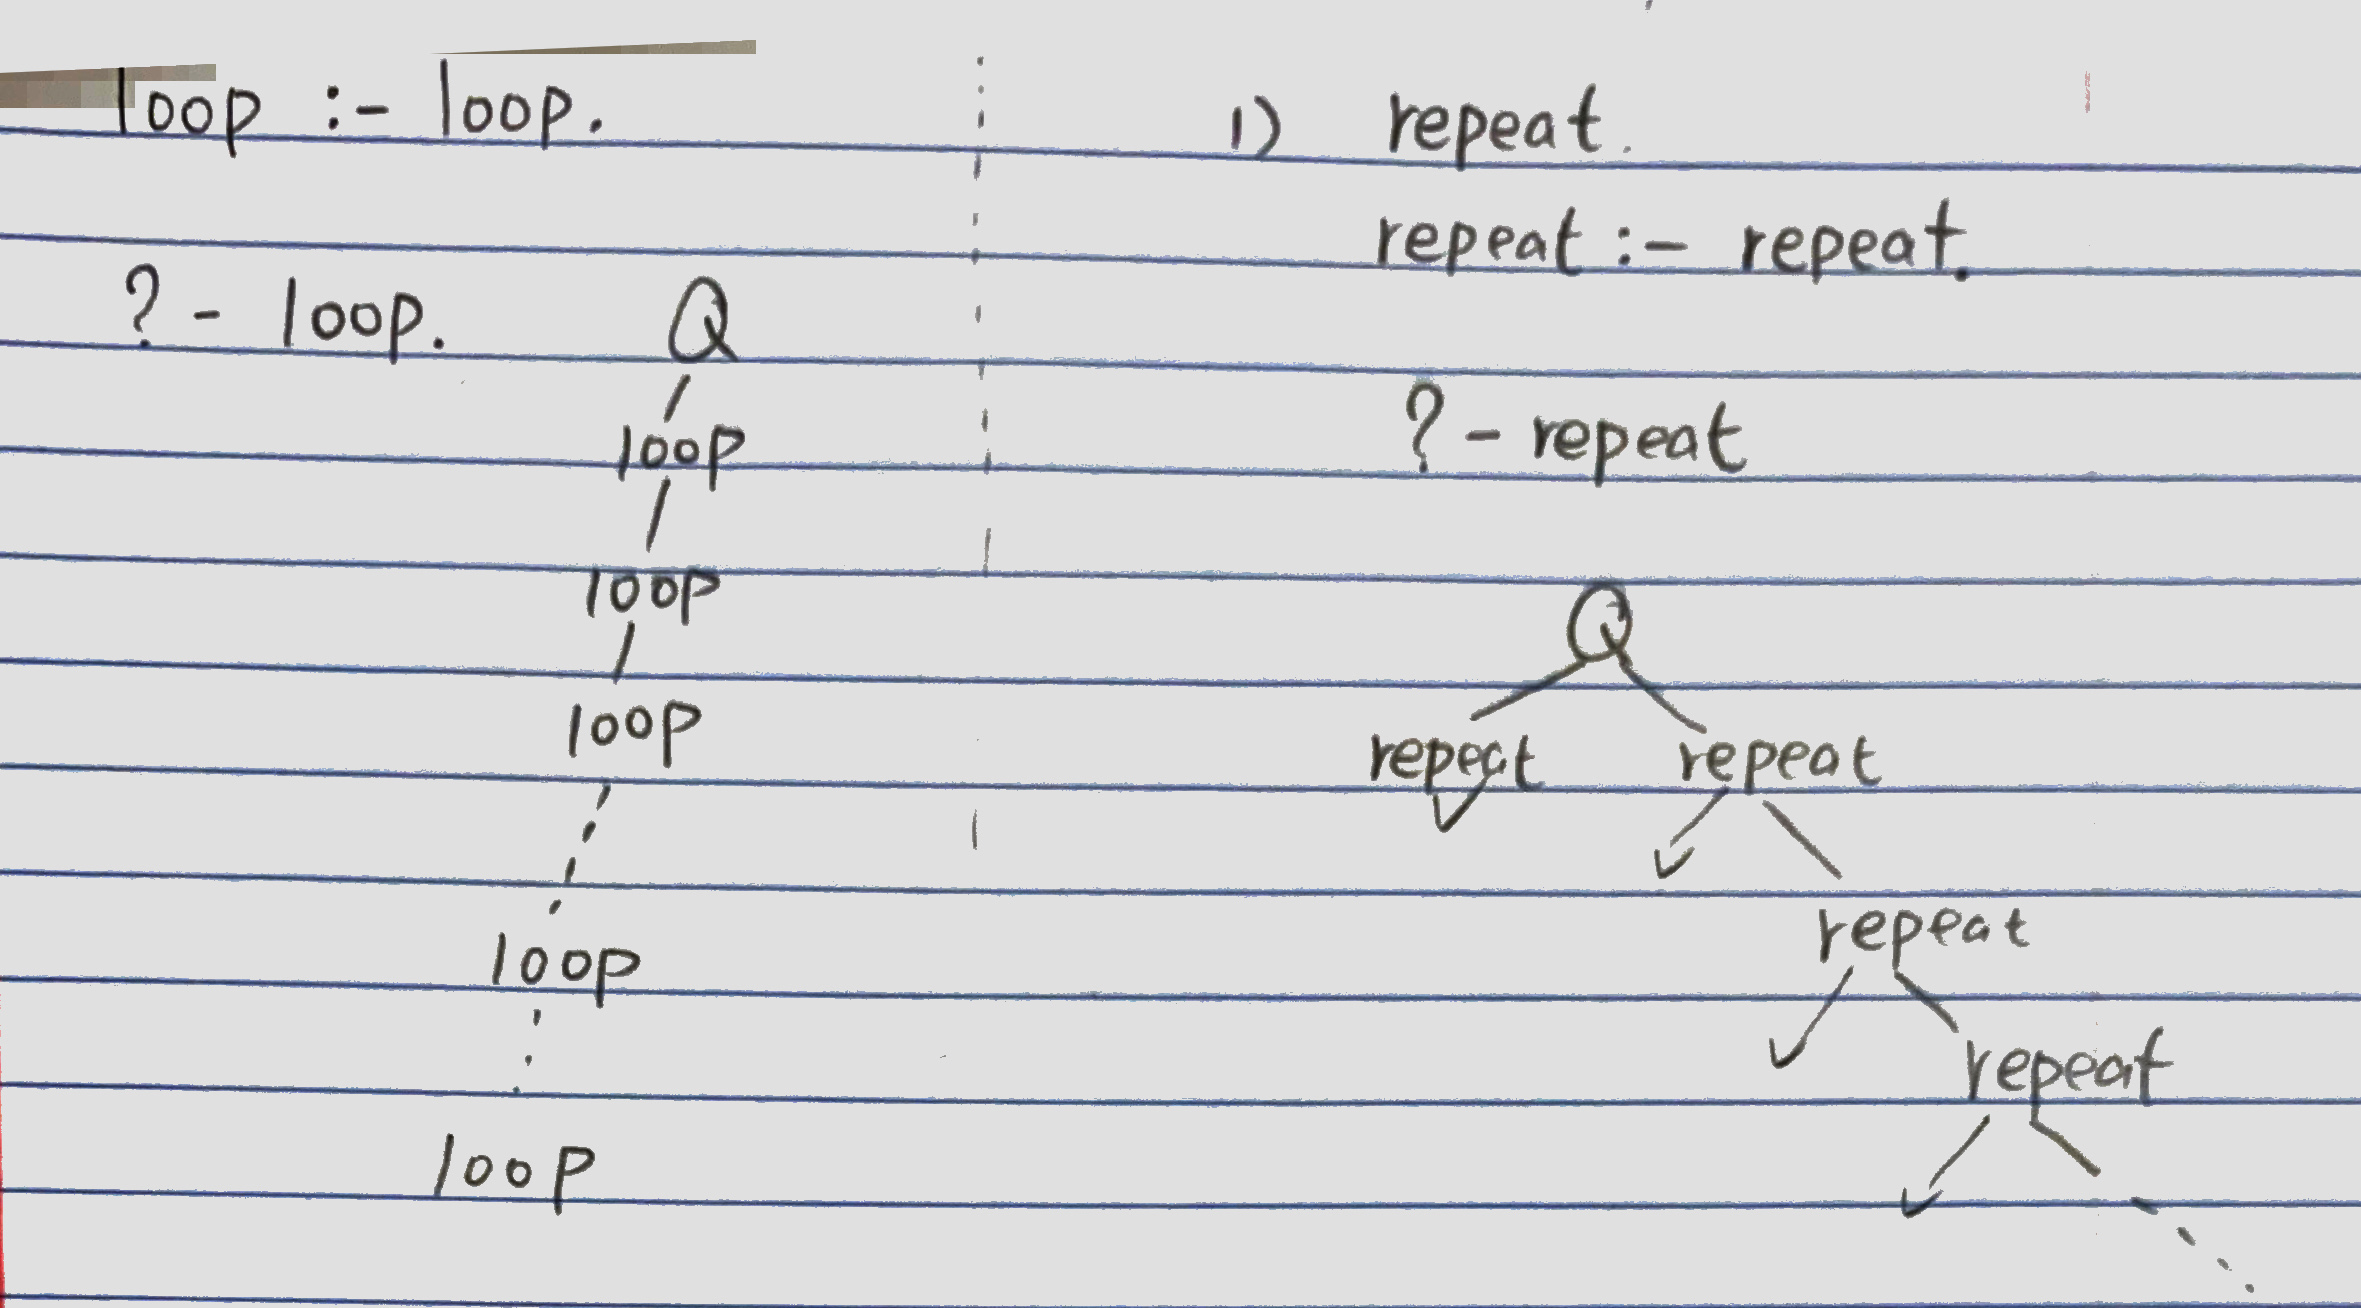 loop :- loop.
?- loop. Q
loop
loop
loop
loop
loop
1) repeat.
repeat :- repeat.
?- repeat
Q
repeat repeat
repeat
repeat